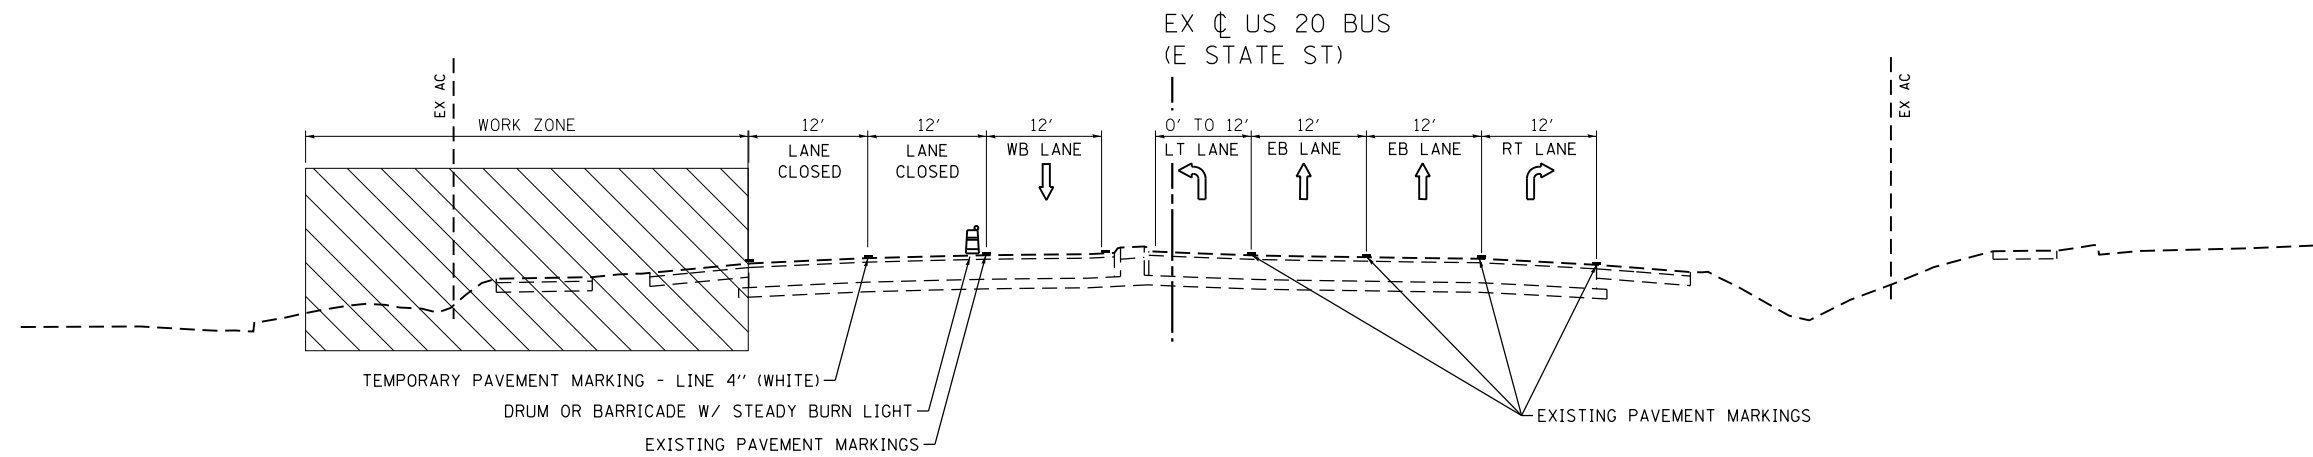 EX ℄ US 20 BUS
(E STATE ST)
EX AC
EX AC
WORK ZONE
12'
12'
12'
0' TO 12'
12'
12'
12'
LANE
CLOSED
LANE
CLOSED
WB LANE
LT LANE
EB LANE
EB LANE
RT LANE
TEMPORARY PAVEMENT MARKING - LINE 4'' (WHITE)
DRUM OR BARRICADE W/ STEADY BURN LIGHT
EXISTING PAVEMENT MARKINGS
EXISTING PAVEMENT MARKINGS